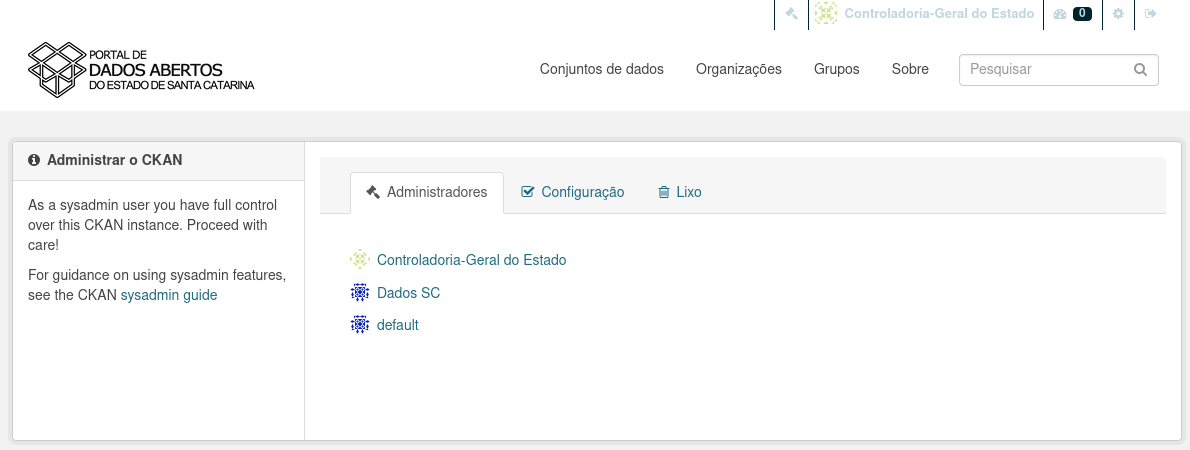 Controladoria-Geral do Estado 0
PORTAL DE
DADOS ABERTOS
DO ESTADO DE SANTA CATARINA
Conjuntos de dados Organizações Grupos Sobre Pesquisar
Administrar o CKAN
As a sysadmin user you have full control
over this CKAN instance. Proceed with
care!
For guidance on using sysadmin features,
see the CKAN sysadmin guide
Administradores Configuração Lixo
Controladoria-Geral do Estado
Dados SC
default